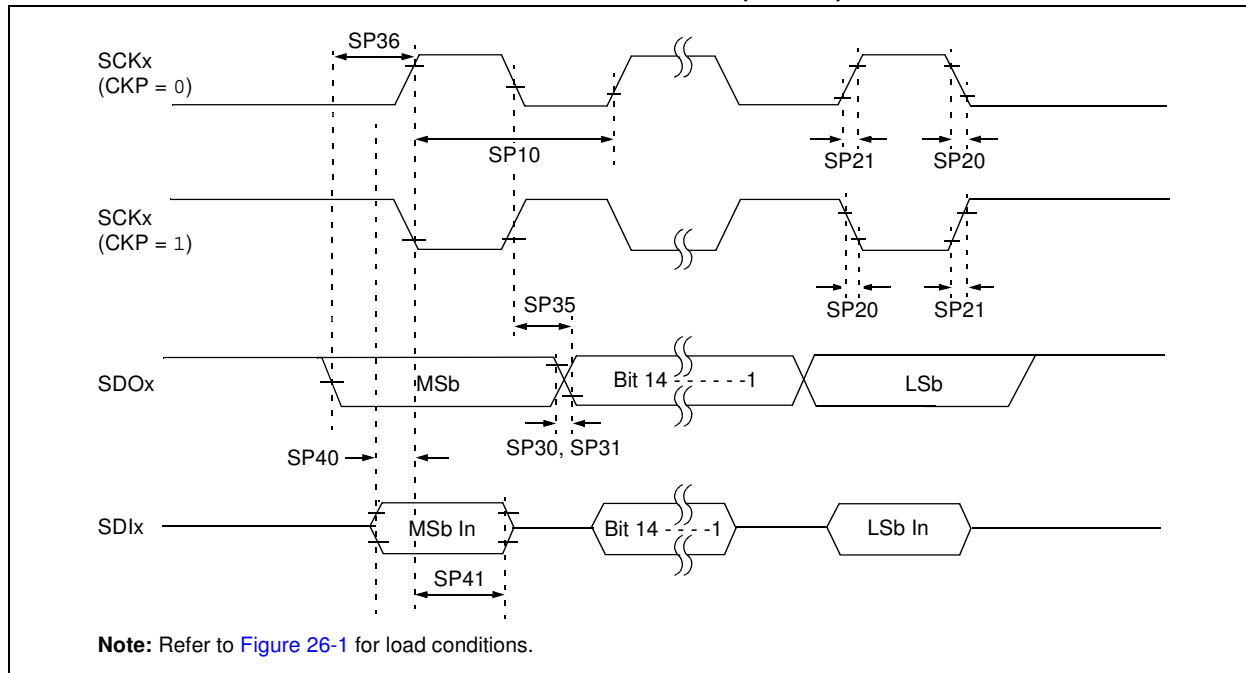 SP36
SCKx
(CKP = 0)
SP10
SP21
SP20
SCKx
(CKP = 1)
SP35
SP20
SP21
SDOx
MSb
Bit 14 - - - - - -1
LSb
SP30, SP31
SP40
SDIx
MSb In
Bit 14 - - - -1
LSb In
SP41
Note: Refer to Figure 26-1 for load conditions.